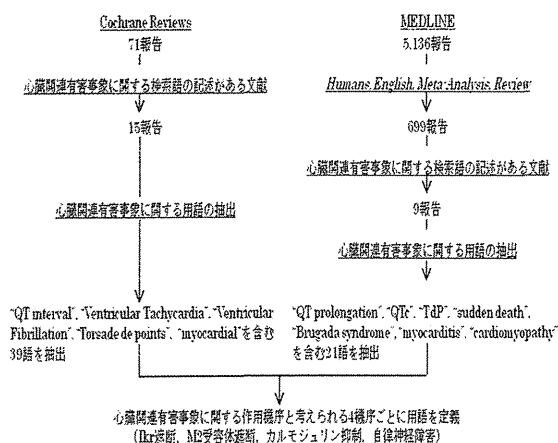 Cochrane Reviews
71報告
心臓関連有害事象に関する検索語の記述がある文献
15報告
心臓関連有害事象に関する用語の抽出
"QT interval", "Ventricular Tachycardia", "Ventricular
Fibrillation", "Torsade de points", "myocardial"を含む
39語を抽出
MEDLINE
5,136報告
Humans, English, Meta-Analysis, Review
699報告
心臓関連有害事象に関する検索語の記述がある文献
9報告
心臓関連有害事象に関する用語の抽出
"QT prolongation", "QTc", "TdP", "sudden death",
"Brugada syndrome", "myocarditis", "cardiomyopathy"
を含む21語を抽出
心臓関連有害事象に関する作用機序と考えられる4機序ごとに用語を定義
(Ikr遮断, M2受容体遮断, カルモジュリン抑制, 自律神経障害)